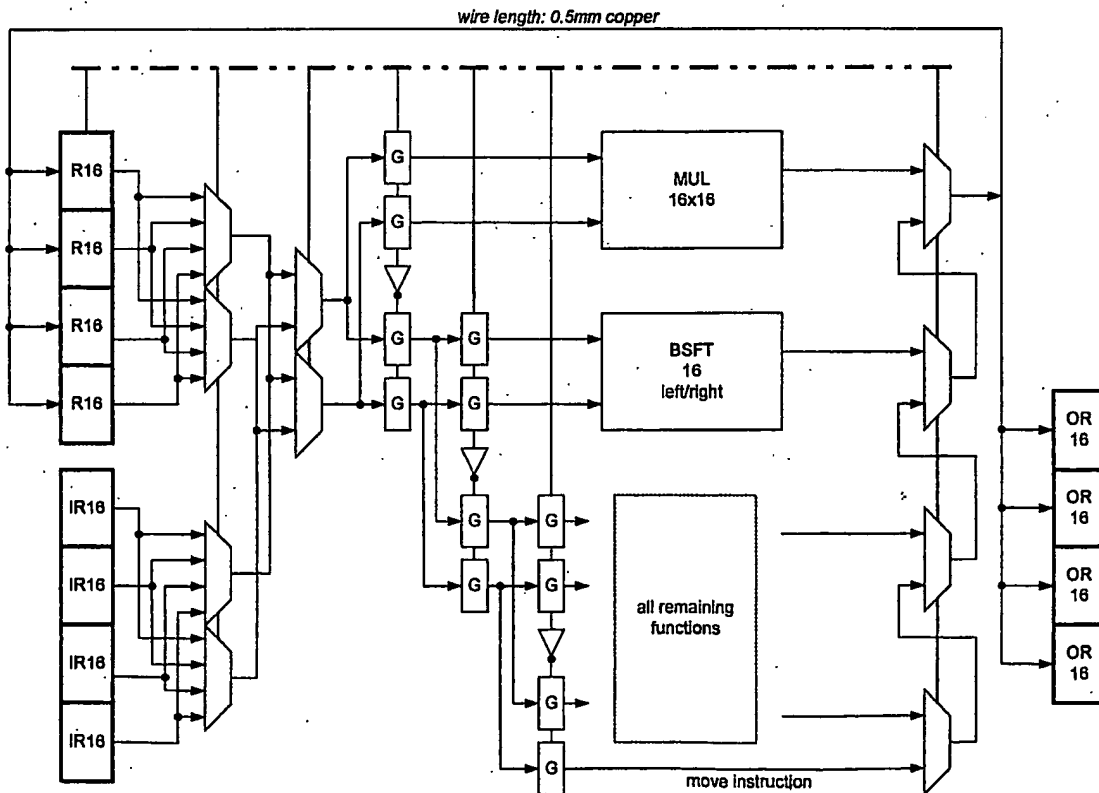 wire length: 0.5mm copper
R16
R16
R16
R16
IR16
IR16
IR16
IR16
G
G
G
G
G
G
G
G
G
G
G
G
MUL
16x16
BSFT
16
left/right
all remaining
functions
move instruction
OR
16
OR
16
OR
16
OR
16